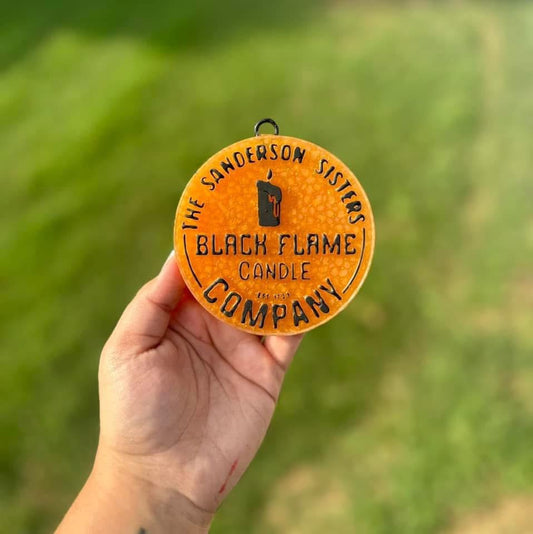 THE SANDERSON SISTERS
BLACK FLAME
CANDLE
COMPANY